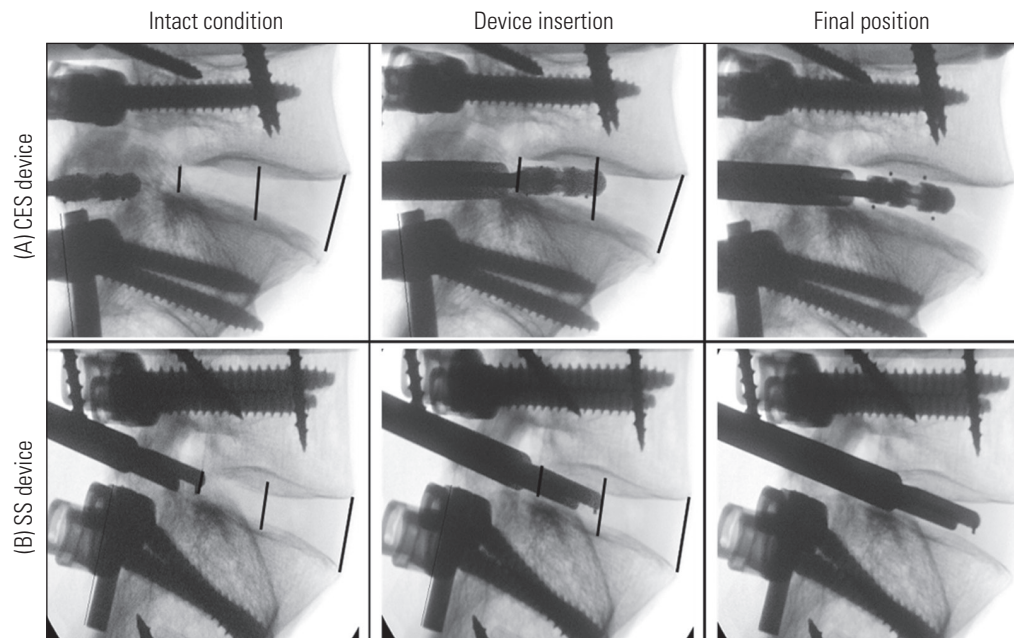 Intact condition
Device insertion
Final position
(A) CES device
(B) SS device